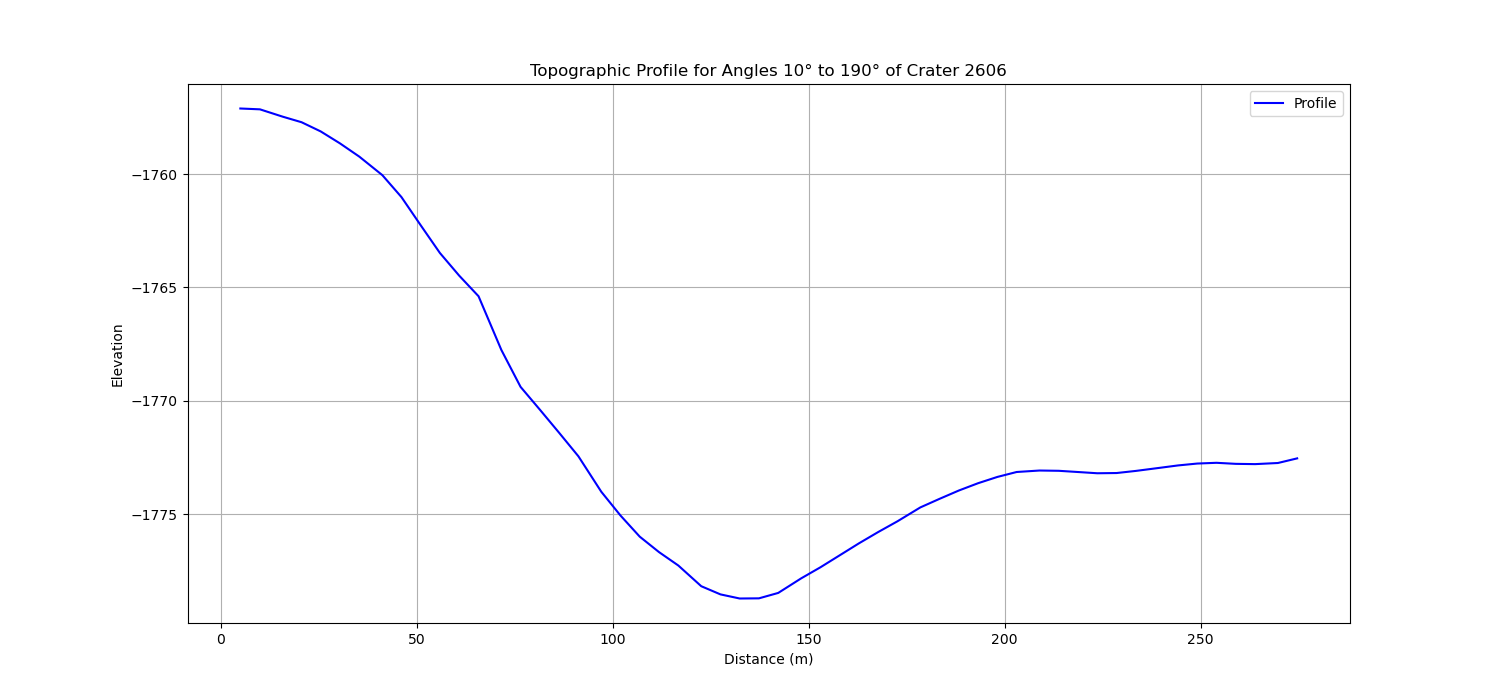 Topographic Profile for Angles 10° to 190° of Crater 2606
Profile
−1760
−1765
−1770
−1775
Elevation
0 50 100 150 200 250
Distance (m)